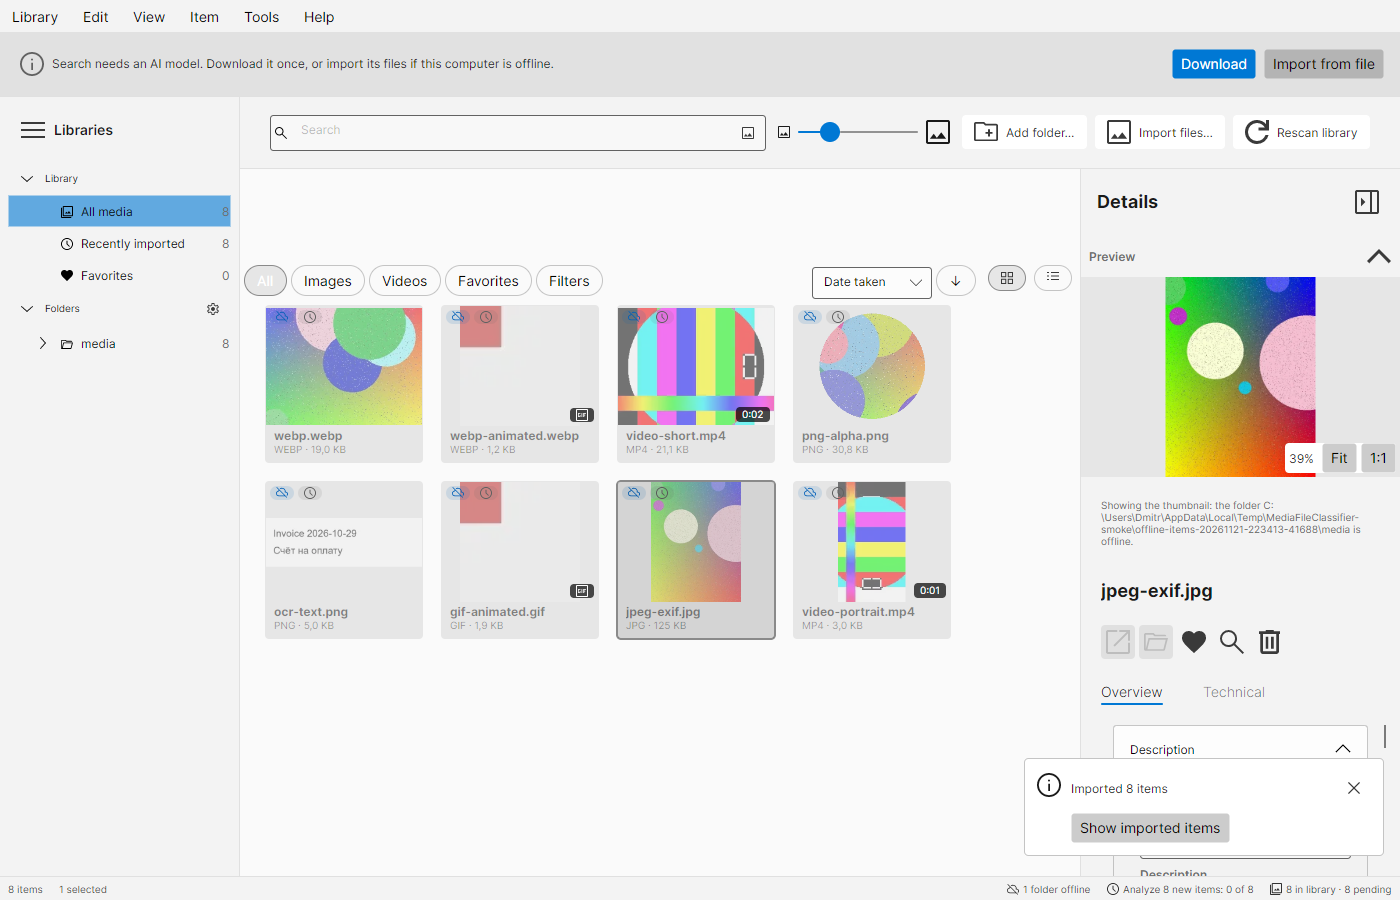 Library Edit View Item Tools Help
Search needs an AI model. Download it once, or import its files if this computer is offline.
Download
Import from file
Libraries
Search
Add folder...
Import files...
Rescan library
Library
All media 8
Recently imported 8
Favorites 0
Folders
media 8
All
Images
Videos
Favorites
Filters
Date taken
webp.webp
WEBP · 19,0 KB
GIF
webp-animated.webp
WEBP · 1,2 KB
0:02
video-short.mp4
MP4 · 21,1 KB
png-alpha.png
PNG · 30,8 KB
Invoice 2026-10-29
Счёт на оплату
ocr-text.png
PNG · 5,0 KB
GIF
gif-animated.gif
GIF · 1,9 KB
jpeg-exif.jpg
JPG · 125 KB
0:01
video-portrait.mp4
MP4 · 3,0 KB
Details
Preview
39% Fit 1:1
Showing the thumbnail: the folder C:
\Users\Dmitr\AppData\Local\Temp\MediaFileClassifier-
smoke\offline-items-20261121-223413-41688\media is
offline.
jpeg-exif.jpg
Overview
Technical
Description
Imported 8 items
Show imported items
Description
8 items
1 selected
1 folder offline
Analyze 8 new items: 0 of 8
8 in library · 8 pending